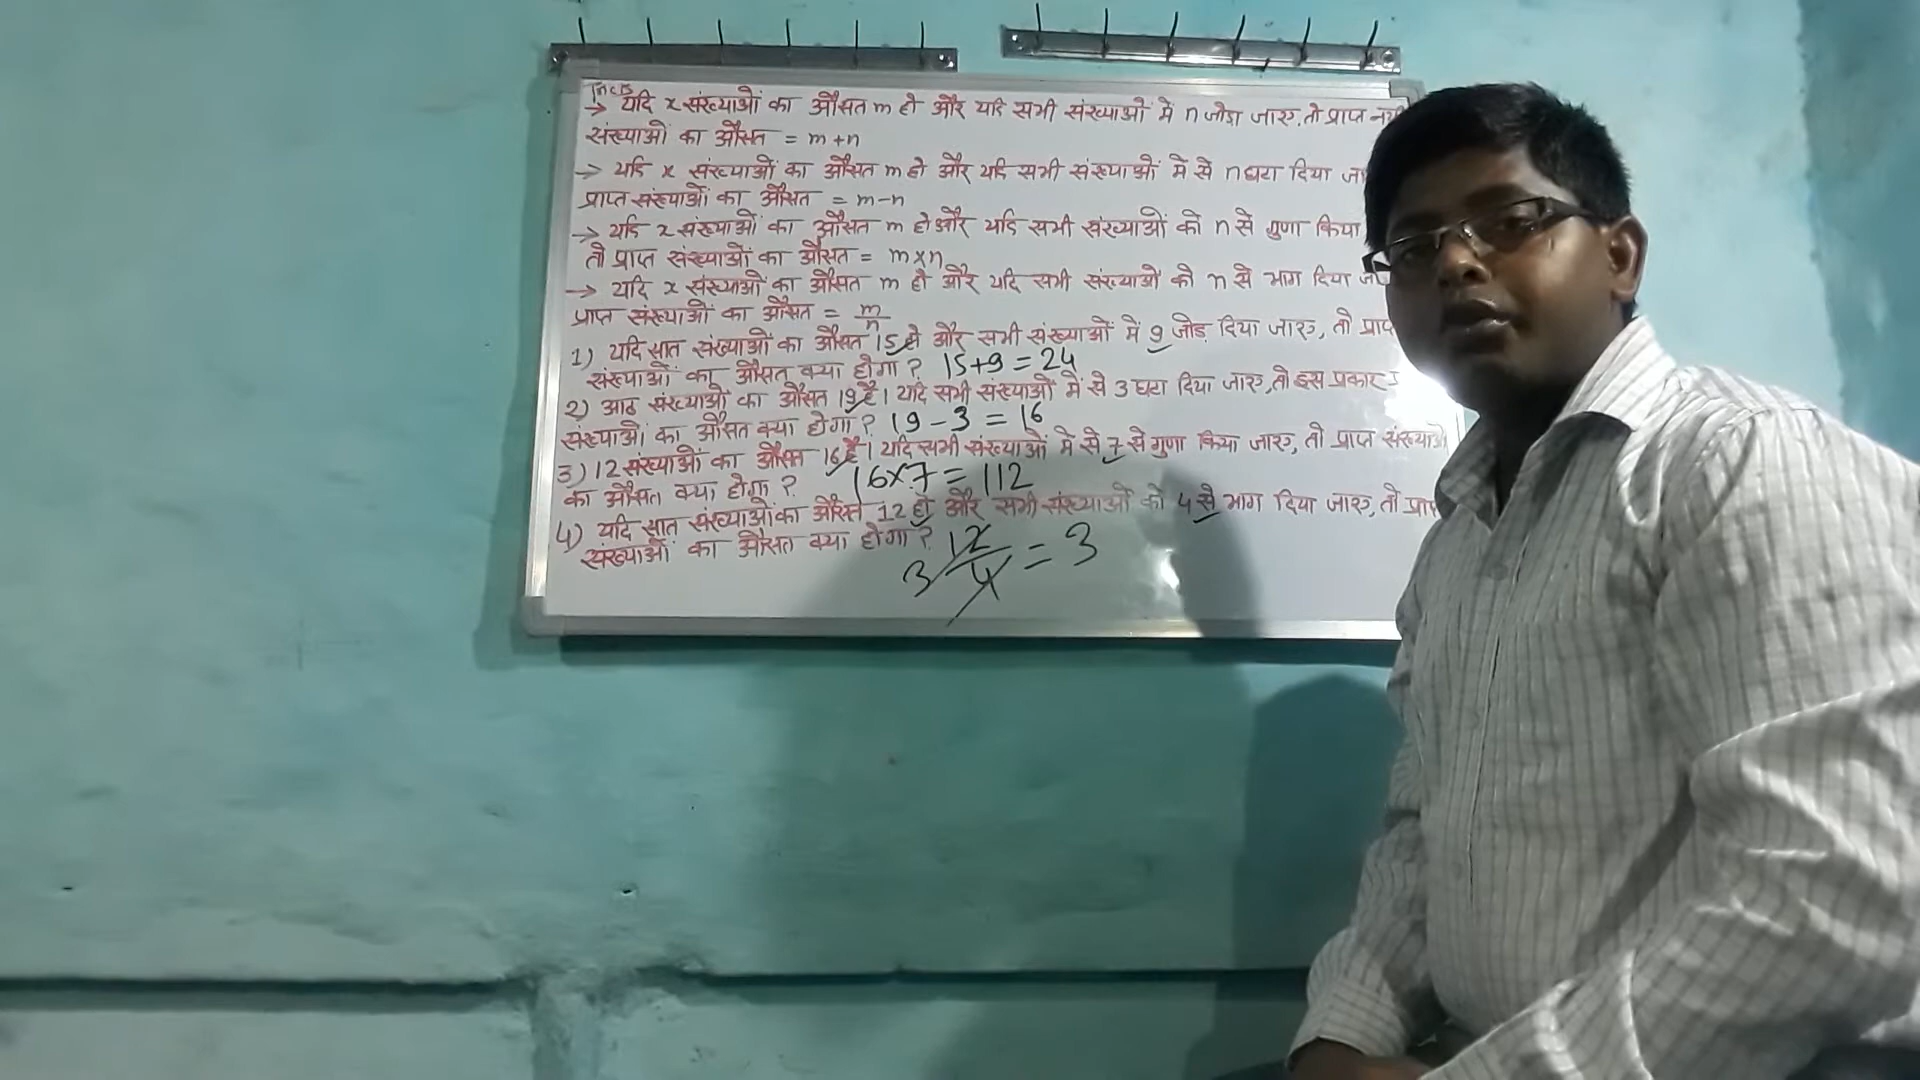 Tricks
→ यदि x संख्याओं का औसत m हो और यदि सभी संख्याओं में n जोड़ा जाए, तो प्राप्त
संख्याओं का औसत = m+n
→ यदि x संख्याओं का औसत m हो और यदि सभी संख्याओं में से n घटा दिया
प्राप्त संख्याओं का औसत = m-n
→ यदि x संख्याओं का औसत m हो और यदि सभी संख्याओं को n से गुणा किया
तो प्राप्त संख्याओं का औसत = m×n
→ यदि x संख्याओं का औसत m हो और यदि सभी संख्याओं को n से भाग दिया
प्राप्त संख्याओं का औसत = m/n
1) यदि सात संख्याओं का औसत 15 हो और सभी संख्याओं में 9 जोड़ दिया जाए, तो
संख्याओं का औसत क्या होगा? 15+9=24
2) आठ संख्याओं का औसत 19 है। यदि सभी संख्याओं में से 3 घटा दिया जाए, तो इस प्रकार
संख्याओं का औसत क्या होगा? 19-3=16
3) 12 संख्याओं का औसत 16 है। यदि सभी संख्याओं में से 7 से गुणा किया जाए, तो प्राप्त संख्याओं
का औसत क्या होगा? 16×7=112
4) यदि सात संख्याओं का औसत 12 हो और सभी संख्याओं को 4 से भाग दिया जाए, तो
संख्याओं का औसत क्या होगा? 3 12/4=3